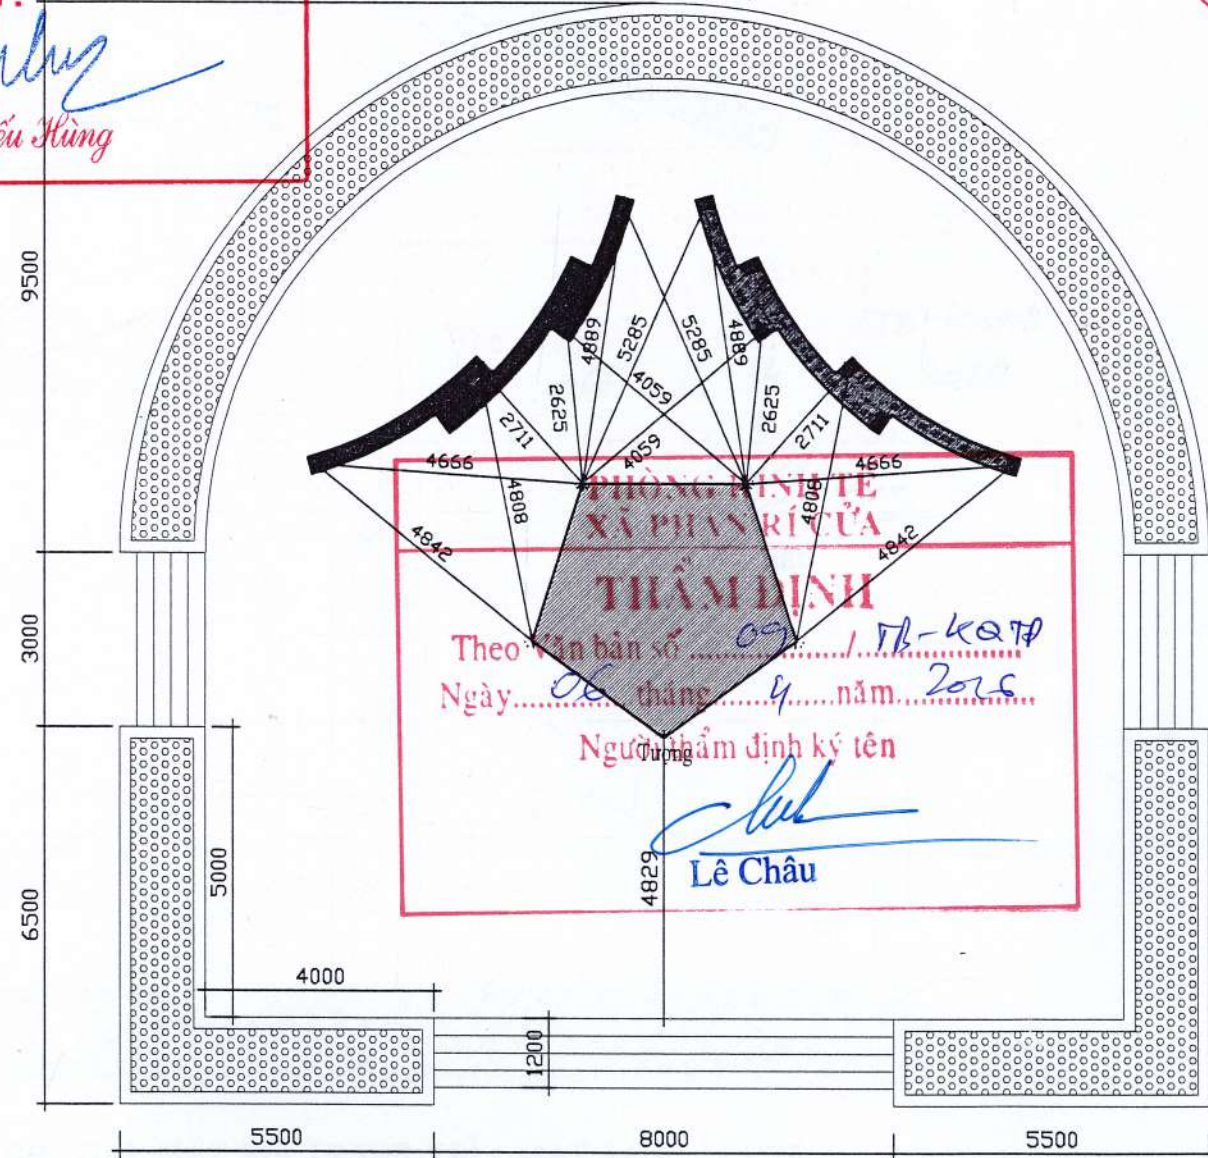 ếu Hùng
9500
4889
5285
5285
4889
4059
2625
2625
2711
4059
2711
4666
4666
4808
4808
4842
4842
PHÒNG KINH TẾ
XÃ PHAN RÍ CỬA
THẨM ĐỊNH
Theo Văn bản số 09 / TB-KQTĐ
Ngày 06 tháng 4 năm
Người thẩm định ký tên
Tượng
Lê Châu
3000
6500
5000
4829
4000
1200
5500
8000
5500